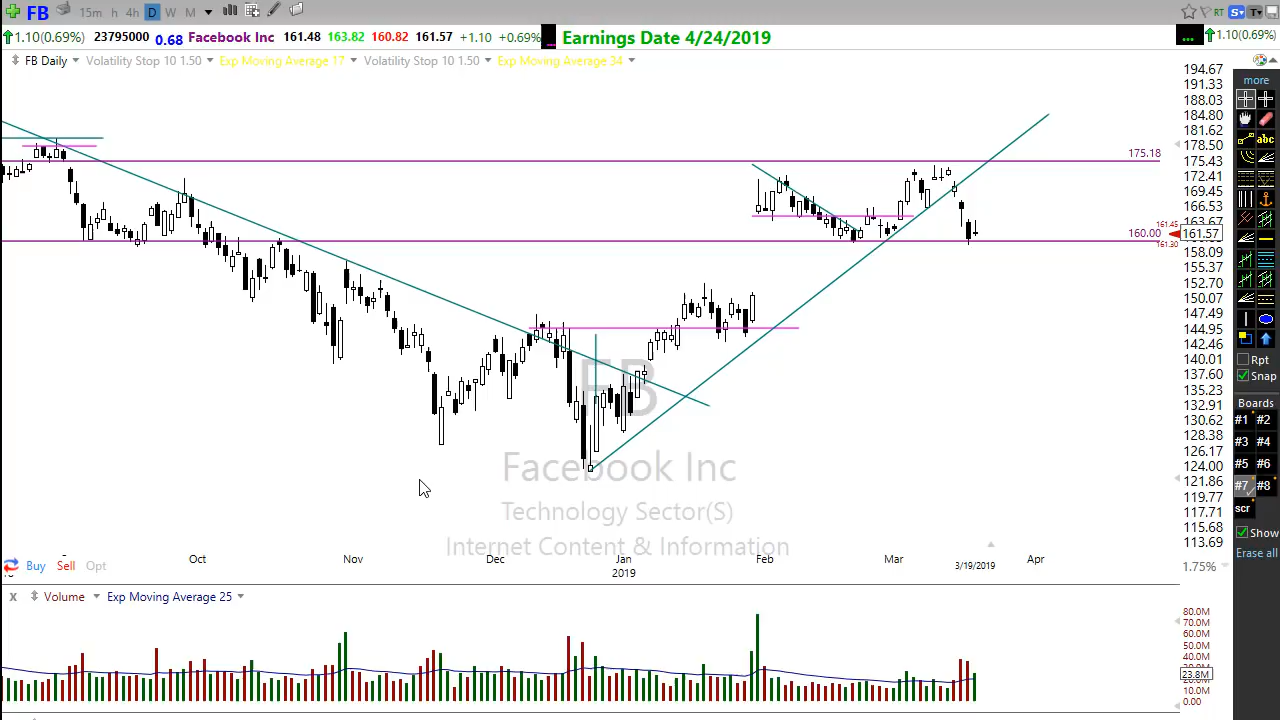 FB 15m h 4h D W M RT S T
1.10(0.69%) 23795000 0.68 Facebook Inc 161.48 163.82 160.82 161.57 +1.10 +0.69% ... Earnings Date 4/24/2019 ... 1.10(0.69%)
FB Daily Volatility Stop 10 1.50 Exp Moving Average 17 Volatility Stop 10 1.50 Exp Moving Average 34
194.67
more
191.33
188.03
184.80
181.62
abc
178.50
175.18
175.43
172.41
169.45
166.53
161.45
160.00
161.57
161.30
158.09
155.37
152.70
150.07
147.49
144.95
142.46
140.01
Rpt
137.60
Snap
135.23
132.91
Boards
130.62
#1 #2
128.38
#3 #4
126.17
#5 #6
124.00
#7 #8
121.86
scr
119.77
117.71
Show
115.68
Erase all
113.69
FB
Facebook Inc
Technology Sector(S)
Internet Content & Information
Oct Nov Dec Jan Feb Mar Apr
Buy Sell Opt 2019 3/19/2019 1.75%
x Volume Exp Moving Average 25
80.0M
70.0M
60.0M
50.0M
40.0M
23.8M
10.0M
0.00